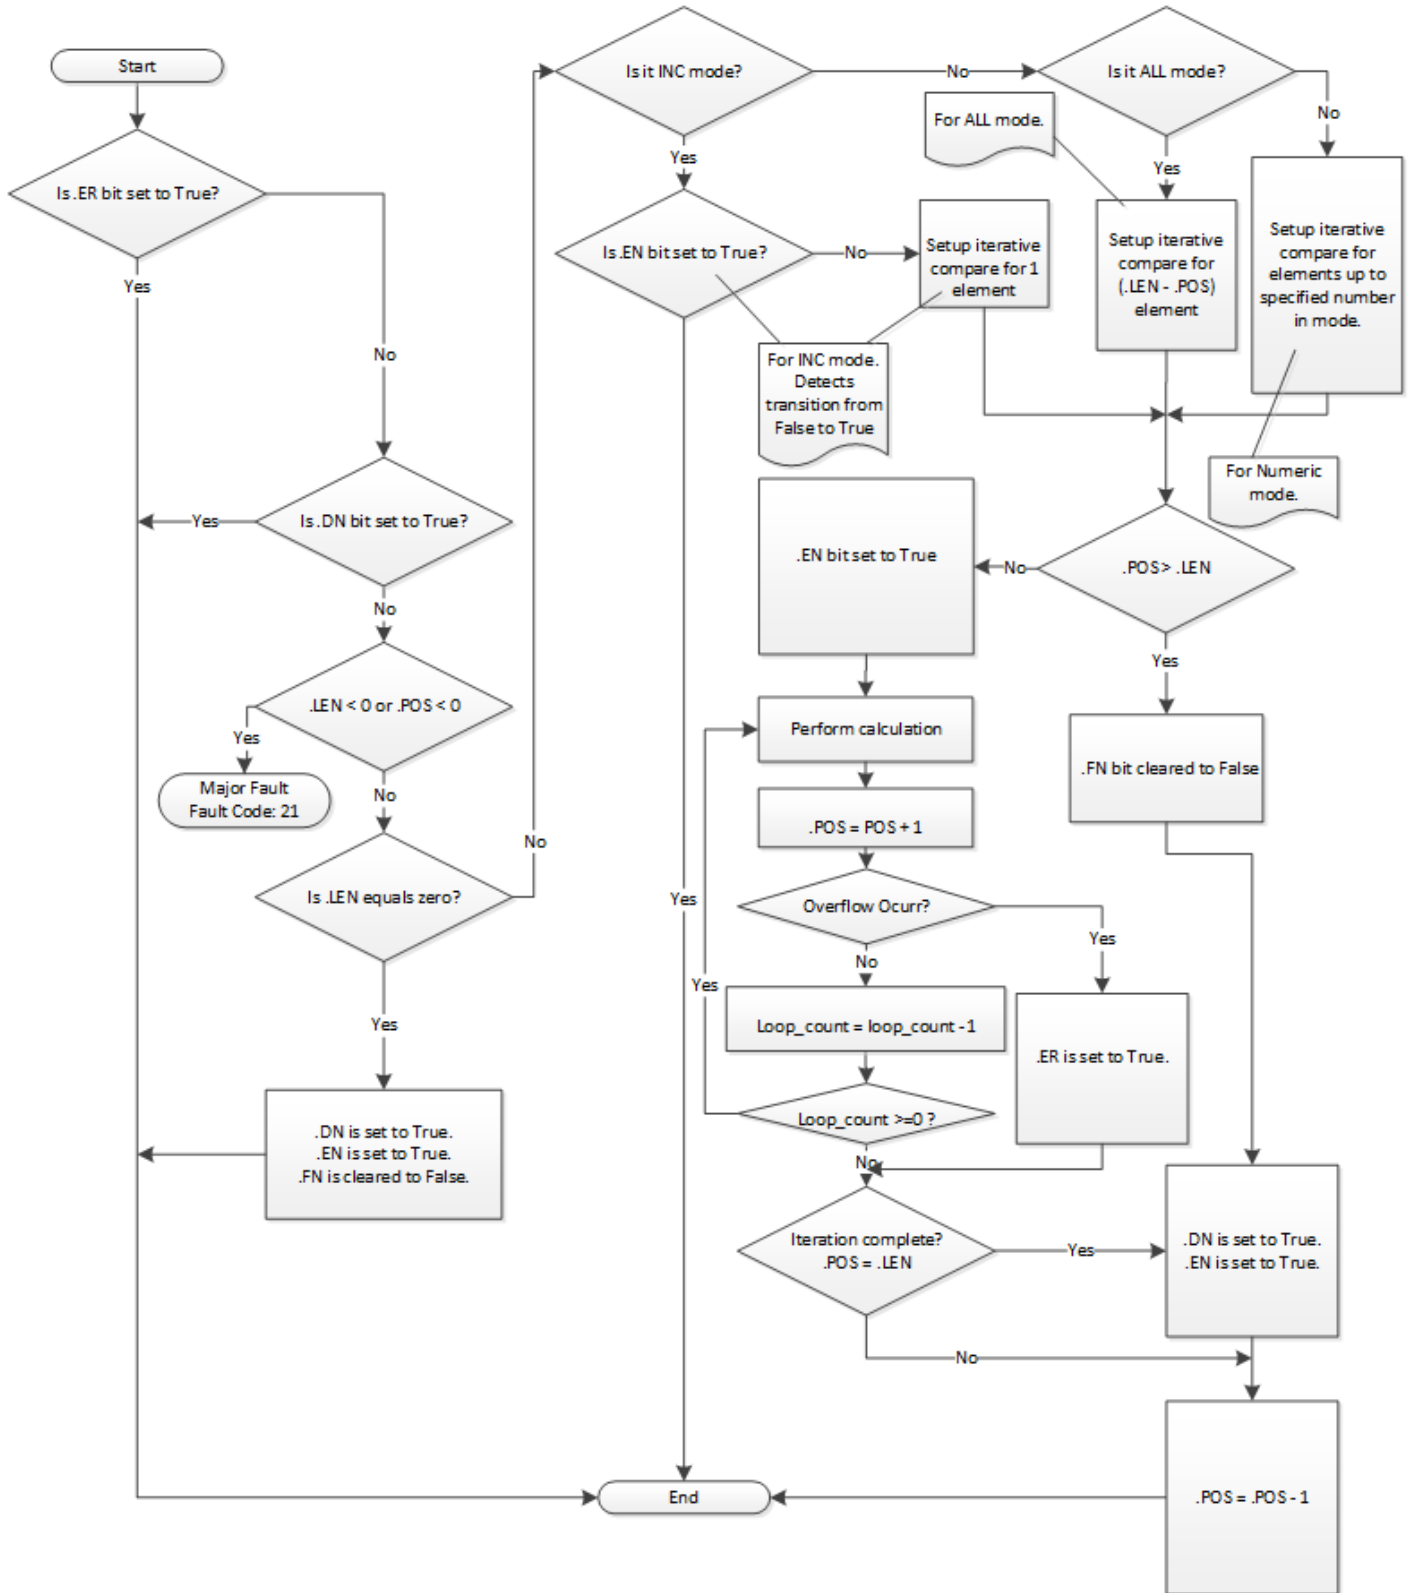 Start
Is .ER bit set to True?
Yes
No
Is .DN bit set to True?
Yes
No
.LEN < 0 or .POS < 0
Yes
Major Fault
Fault Code: 21
No
Is .LEN equals zero?
No
Yes
.DN is set to True.
.EN is set to True.
.FN is cleared to False.
Is it INC mode?
No
Yes
Is it ALL mode?
No
Yes
For ALL mode.
Is .EN bit set to True?
No
Yes
Setup iterative
compare for 1
element
For INC mode.
Detects
transition from
False to True
Setup iterative
compare for
(.LEN - .POS)
element
Setup iterative
compare for
elements up to
specified number
in mode.
For Numeric
mode.
.POS > .LEN
No
Yes
.EN bit set to True
.FN bit cleared to False
Perform calculation
.POS = POS + 1
Overflow Ocurr?
Yes
No
Loop_count = loop_count -1
.ER is set to True.
Loop_count >=0 ?
Yes
No
Iteration complete?
.POS = .LEN
Yes
No
.DN is set to True.
.EN is set to True.
.POS = .POS - 1
End